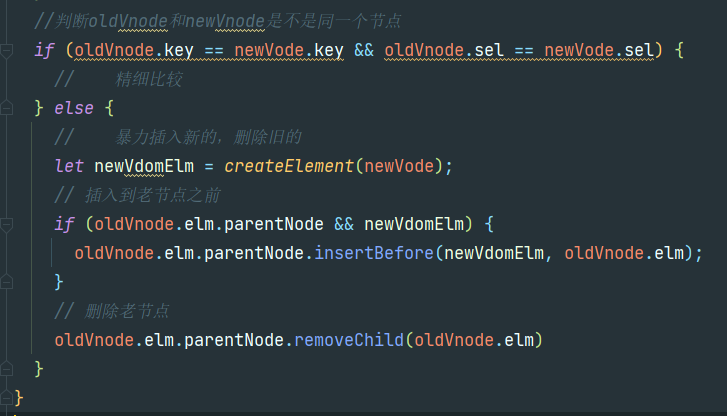 //判断oldVnode和newVnode是不是同一个节点
if (oldVnode.key == newVode.key && oldVnode.sel == newVode.sel) {
//    精细比较
} else {
//    暴力插入新的，删除旧的
let newVdomElm = createElement(newVode);
// 插入到老节点之前
if (oldVnode.elm.parentNode && newVdomElm) {
oldVnode.elm.parentNode.insertBefore(newVdomElm, oldVnode.elm);
}
// 删除老节点
oldVnode.elm.parentNode.removeChild(oldVnode.elm)
}
}